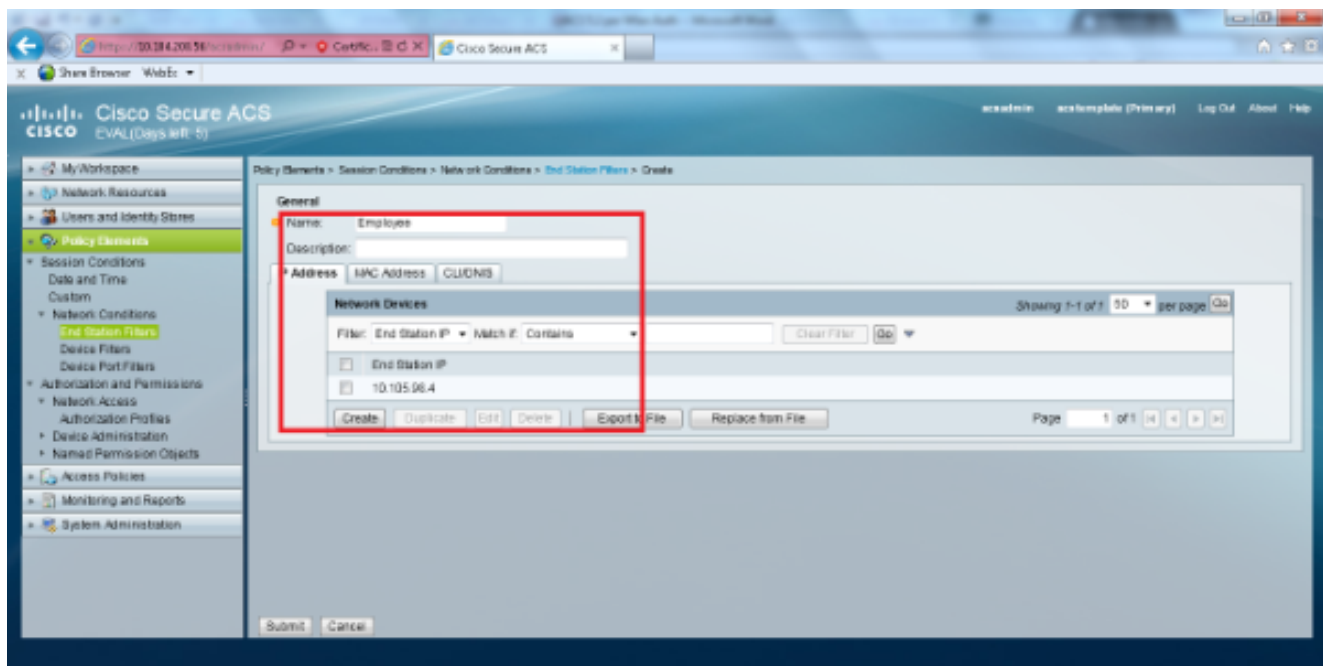 Cisco Secure ACS
Share Browser WebEx
Cisco Secure ACS
CISCO EVAL(Days left: 5)
acsadmin acstemplate (Primary) Log Out About Help
My Workspace
Network Resources
Users and Identity Stores
Policy Elements
Session Conditions
Date and Time
Custom
Network Conditions
End Station Filters
Device Filters
Device Port Filters
Authorization and Permissions
Network Access
Authorization Profiles
Device Administration
Named Permission Objects
Access Policies
Monitoring and Reports
System Administration
Policy Elements > Session Conditions > Network Conditions > End Station Filters > Create
General
Name: Employee
Description:
Address MAC Address CLI/DNIS
Network Devices Showing 1-1 of 1 50 per page Go
Filter: End Station IP Match if: Contains Clear Filter Go
End Station IP
10.105.98.4
Create Duplicate Edit Delete | Export to File Replace from File Page 1 of 1
Submit Cancel